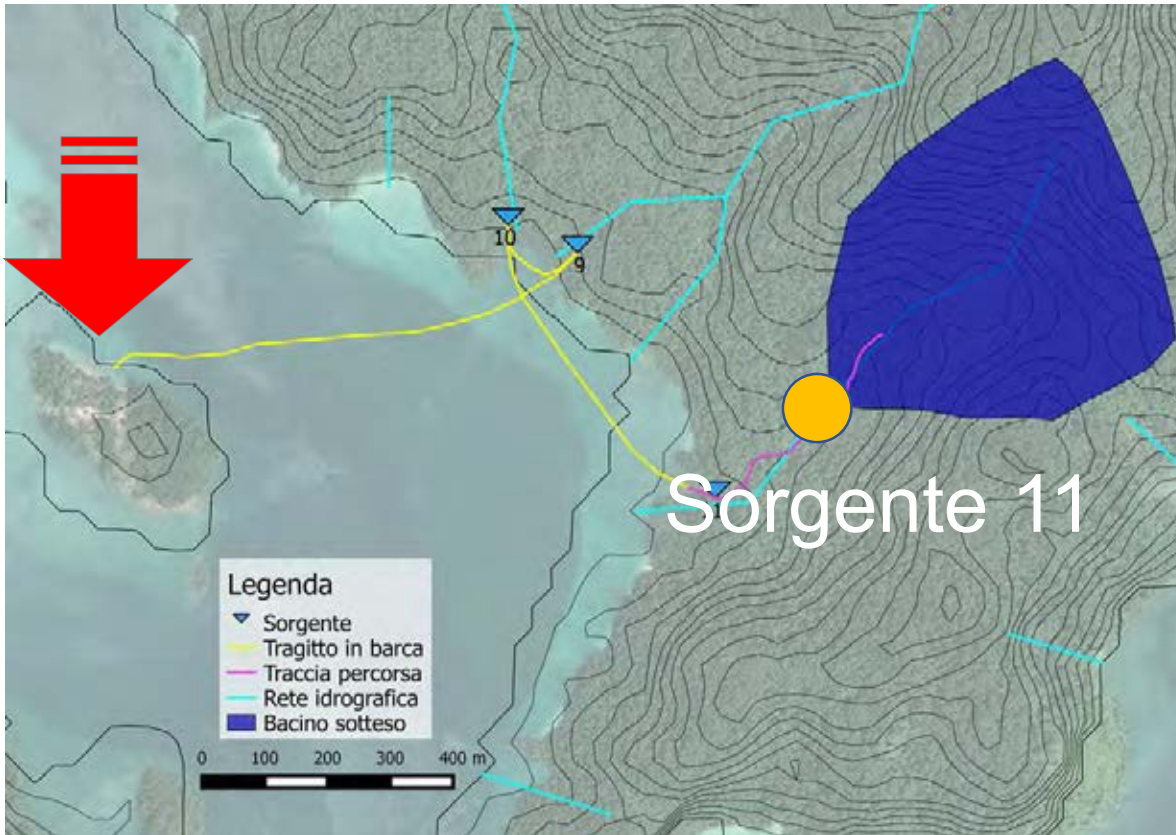 10
9
Sorgente 11
Legenda
Sorgente
Tragitto in barca
Traccia percorsa
Rete idrografica
Bacino sotteso
0 100 200 300 400 m